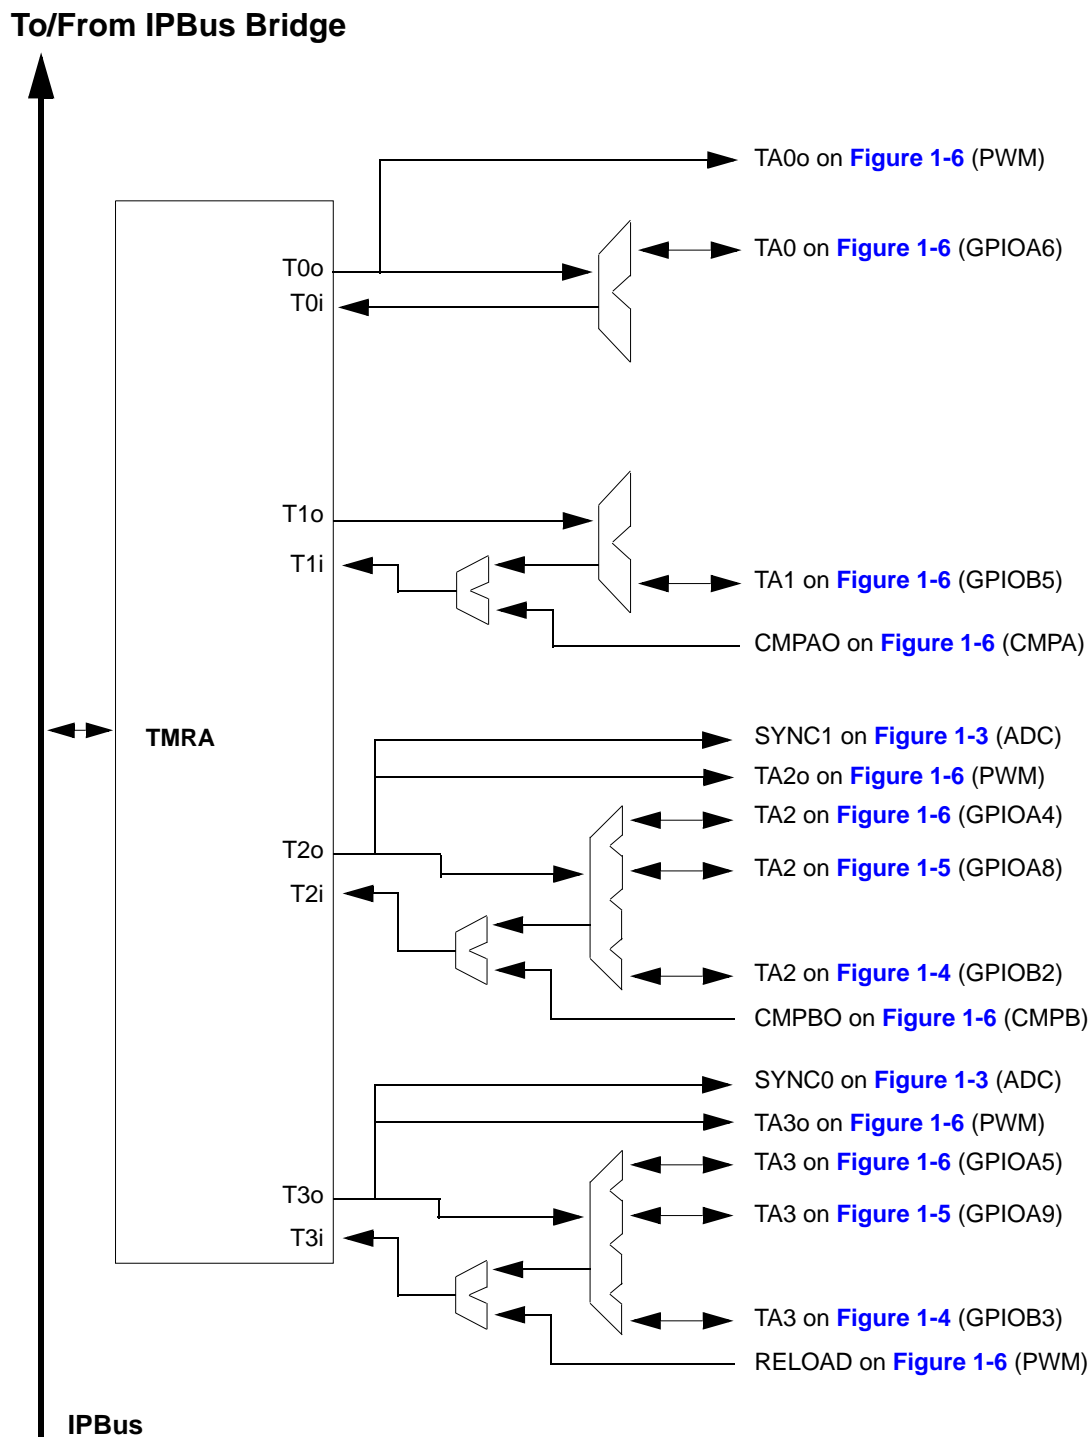 To/From IPBus Bridge
TA0o on Figure 1-6 (PWM)
TA0 on Figure 1-6 (GPIOA6)
T0o
T0i
T1o
T1i
TA1 on Figure 1-6 (GPIOB5)
CMPAO on Figure 1-6 (CMPA)
TMRA
SYNC1 on Figure 1-3 (ADC)
TA2o on Figure 1-6 (PWM)
TA2 on Figure 1-6 (GPIOA4)
T2o
TA2 on Figure 1-5 (GPIOA8)
T2i
TA2 on Figure 1-4 (GPIOB2)
CMPBO on Figure 1-6 (CMPB)
SYNC0 on Figure 1-3 (ADC)
TA3o on Figure 1-6 (PWM)
TA3 on Figure 1-6 (GPIOA5)
T3o
TA3 on Figure 1-5 (GPIOA9)
T3i
TA3 on Figure 1-4 (GPIOB3)
RELOAD on Figure 1-6 (PWM)
IPBus